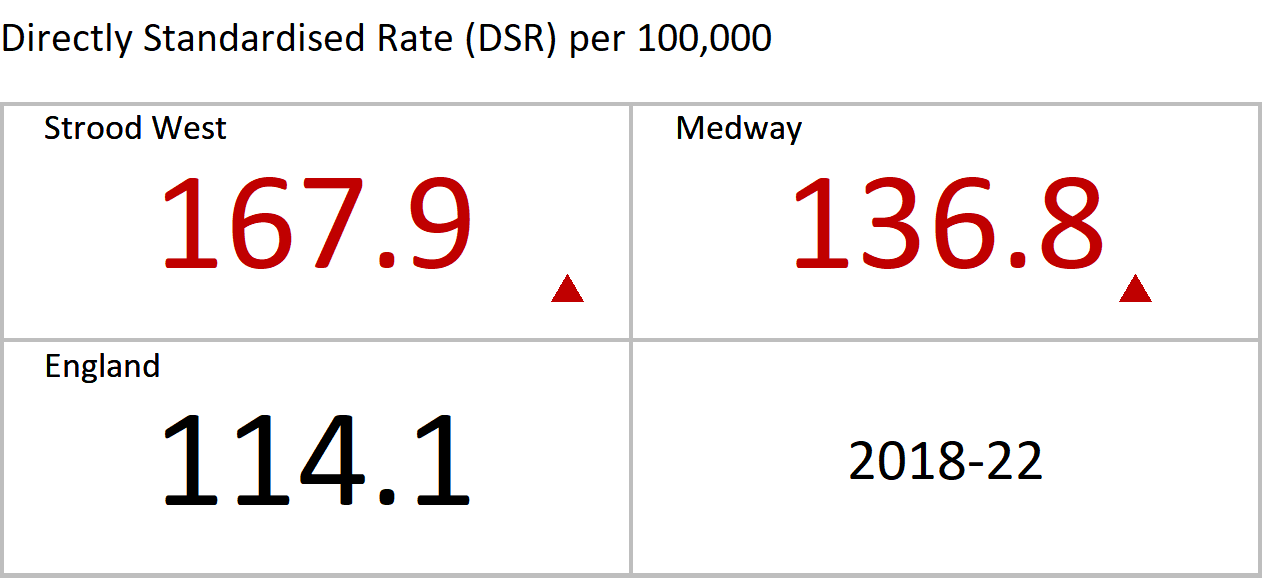 Directly Standardised Rate (DSR) per 100,000
Strood West
167.9
Medway
136.8
England
114.1
2018-22